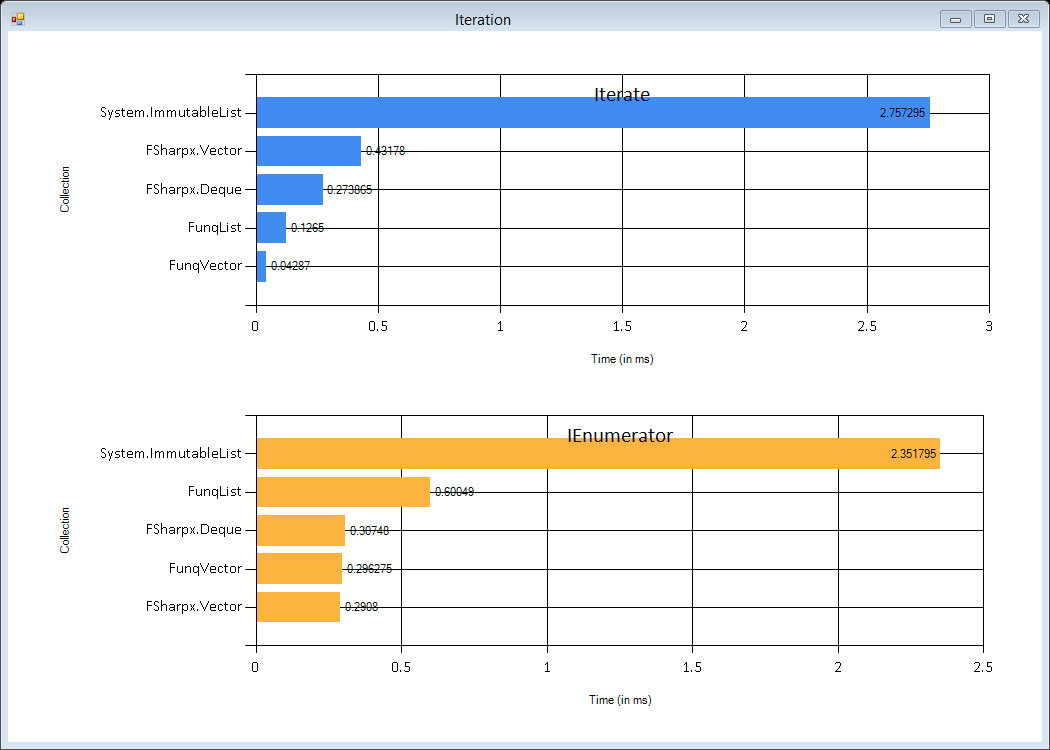 Iteration
Iterate
System.ImmutableList
2.757295
FSharpx.Vector
0.43178
FSharpx.Deque
0.273865
FunqList
0.1265
FunqVector
0.04287
Collection
0 0.5 1 1.5 2 2.5 3
Time (in ms)
IEnumerator
System.ImmutableList
2.351795
FunqList
0.60049
FSharpx.Deque
0.30748
FunqVector
0.296275
FSharpx.Vector
0.2908
Collection
0 0.5 1 1.5 2 2.5
Time (in ms)